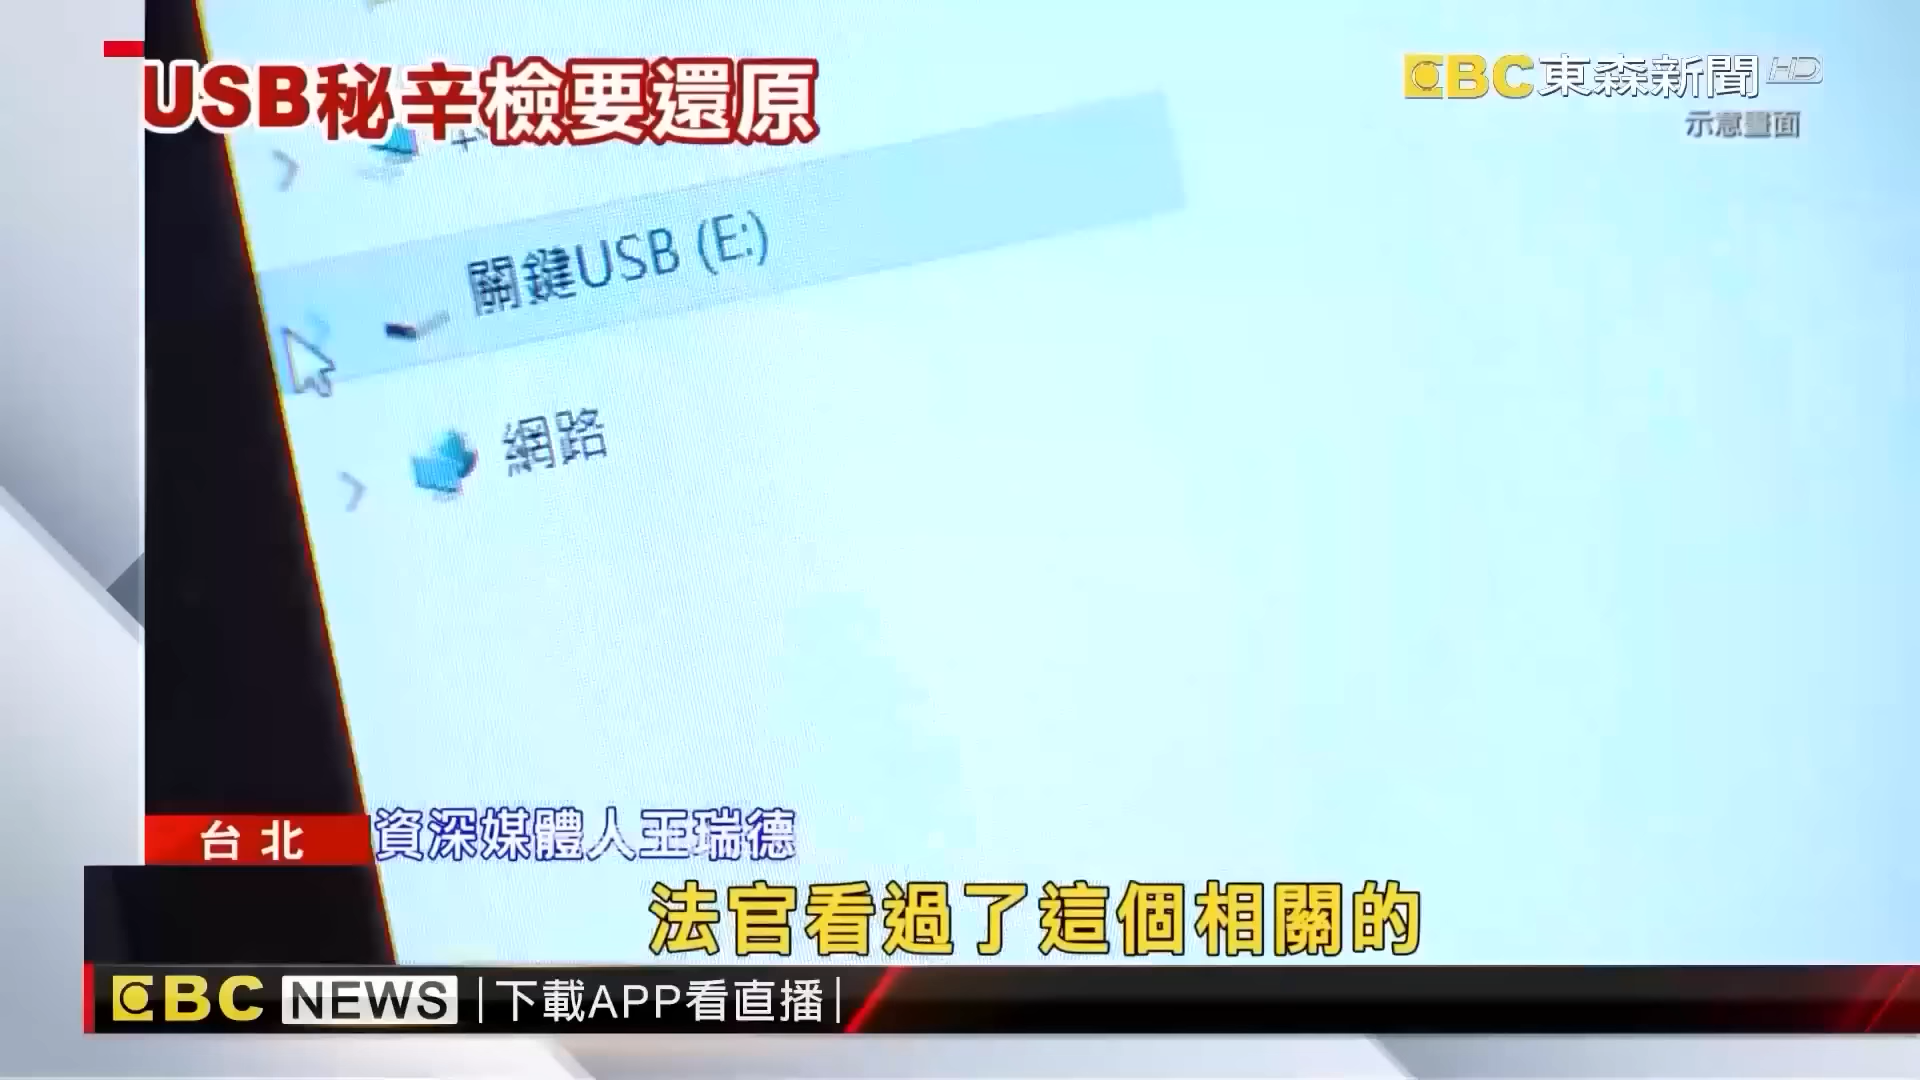 USB秘辛檢要還原
EBC東森新聞HD
示意畫面
關鍵USB (E:)
網路
台北
資深媒體人王瑞德
法官看過了這個相關的
EBC NEWS |下載APP看直播|